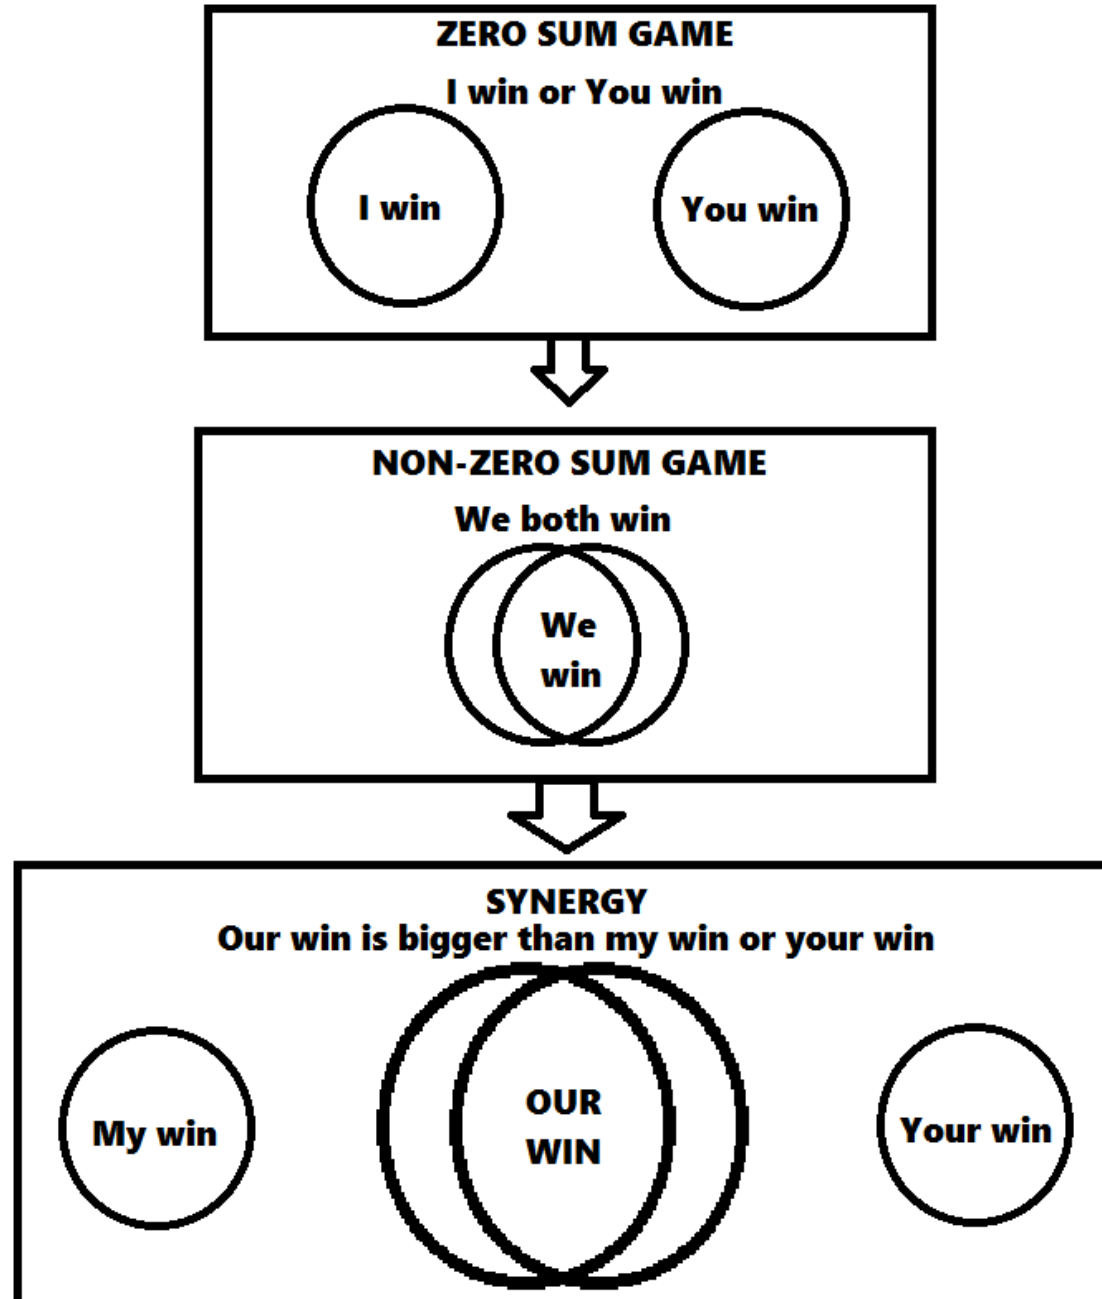 ZERO SUM GAME
I win or You win
I win
You win
NON-ZERO SUM GAME
We both win
We
win
SYNERGY
Our win is bigger than my win or your win
My win
OUR
WIN
Your win